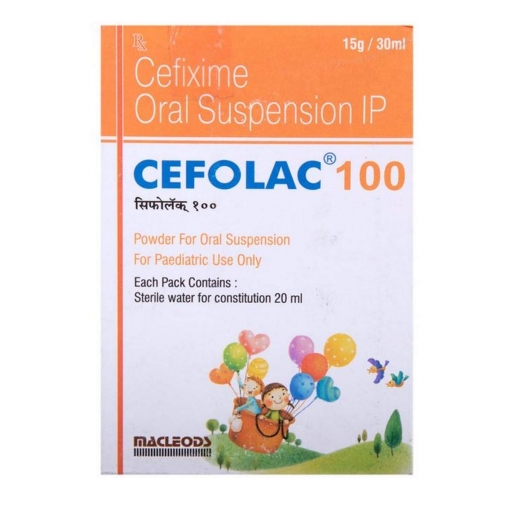 Rx
15g / 30ml
Cefixime
Oral Suspension IP
CEFOLAC® 100
सिफोलॅक् १००
Powder For Oral Suspension
For Paediatric Use Only
Each Pack Contains :
Sterile water for constitution 20 ml
MACLEODS